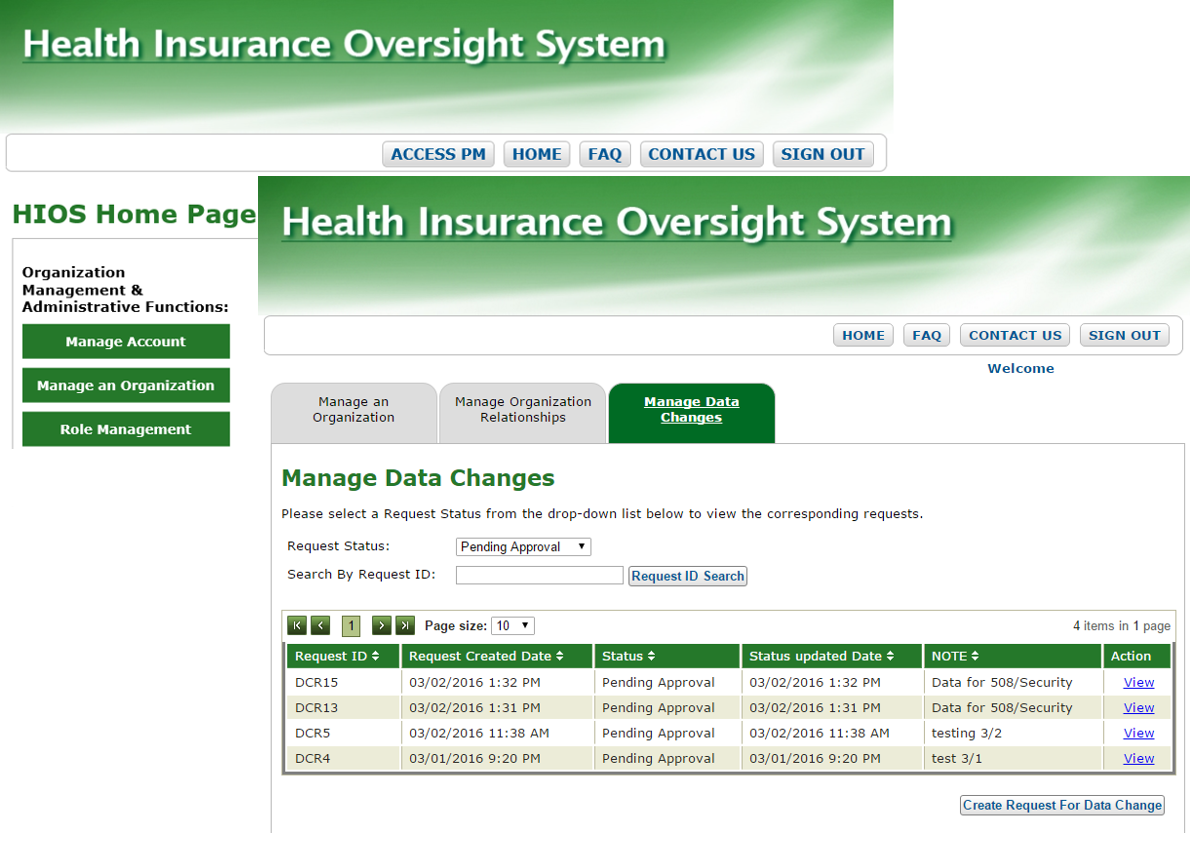 Health Insurance Oversight System
ACCESS PM HOME FAQ CONTACT US SIGN OUT
HIOS Home Page
Organization
Management &
Administrative Functions:
Manage Account
Manage an Organization
Role Management
Health Insurance Oversight System
HOME FAQ CONTACT US SIGN OUT
Welcome
Manage an
Organization
Manage Organization
Relationships
Manage Data
Changes
Manage Data Changes
Please select a Request Status from the drop-down list below to view the corresponding requests.
Request Status: Pending Approval
Search By Request ID: Request ID Search
1 Page size: 10 4 items in 1 page
Request ID Request Created Date Status Status updated Date NOTE Action
DCR15 03/02/2016 1:32 PM Pending Approval 03/02/2016 1:32 PM Data for 508/Security View
DCR13 03/02/2016 1:31 PM Pending Approval 03/02/2016 1:31 PM Data for 508/Security View
DCR5 03/02/2016 11:38 AM Pending Approval 03/02/2016 11:38 AM testing 3/2 View
DCR4 03/01/2016 9:20 PM Pending Approval 03/01/2016 9:20 PM test 3/1 View
Create Request For Data Change